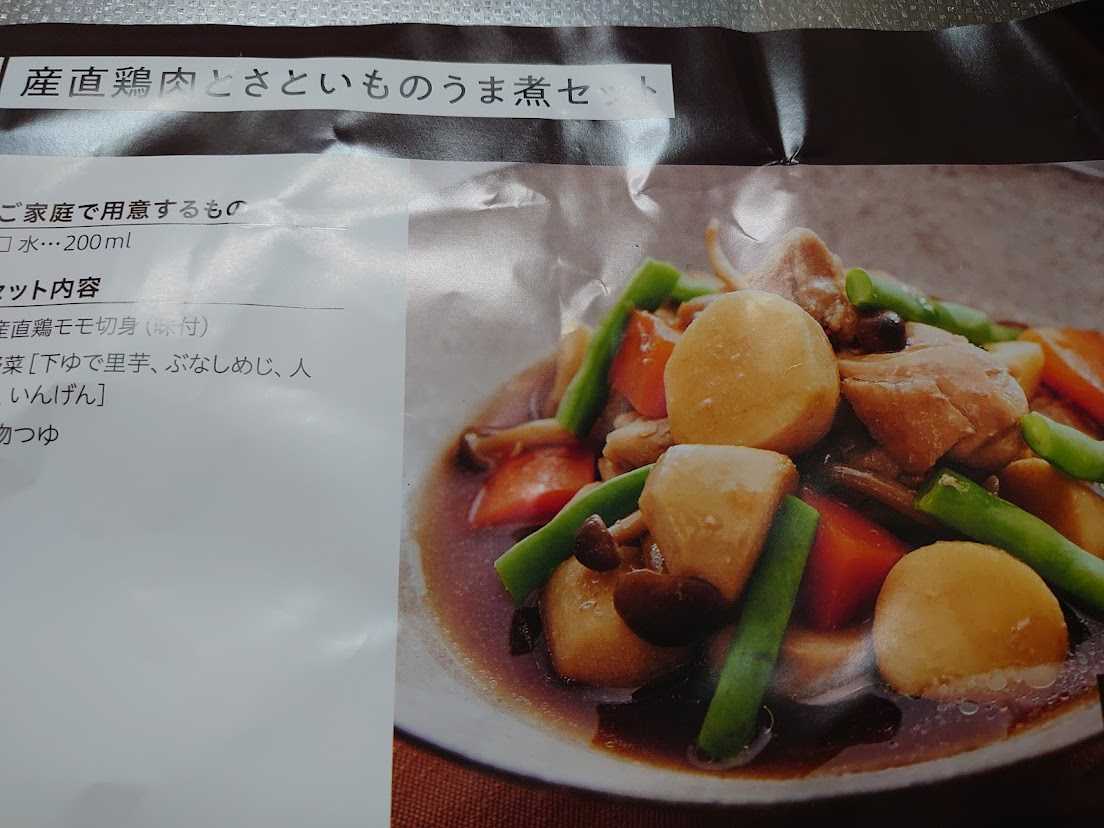 産直鶏肉とさといものうま煮セット
ご家庭で用意するもの
□ 水…200ml
セット内容
産直鶏モモ切身（味付）
菜［下ゆで里芋、ぶなしめじ、人
、いんげん］
物つゆ